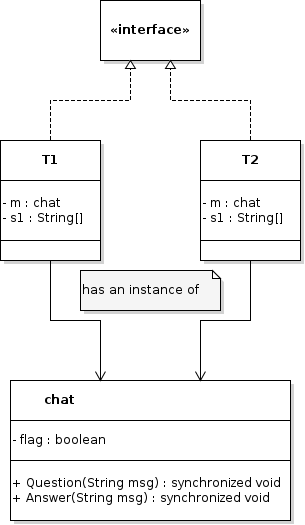 «interface»
T1
- m : chat
- s1 : String[]
T2
- m : chat
- s1 : String[]
has an instance of
chat
- flag : boolean
+ Question(String msg) : synchronized void
+ Answer(String msg) : synchronized void